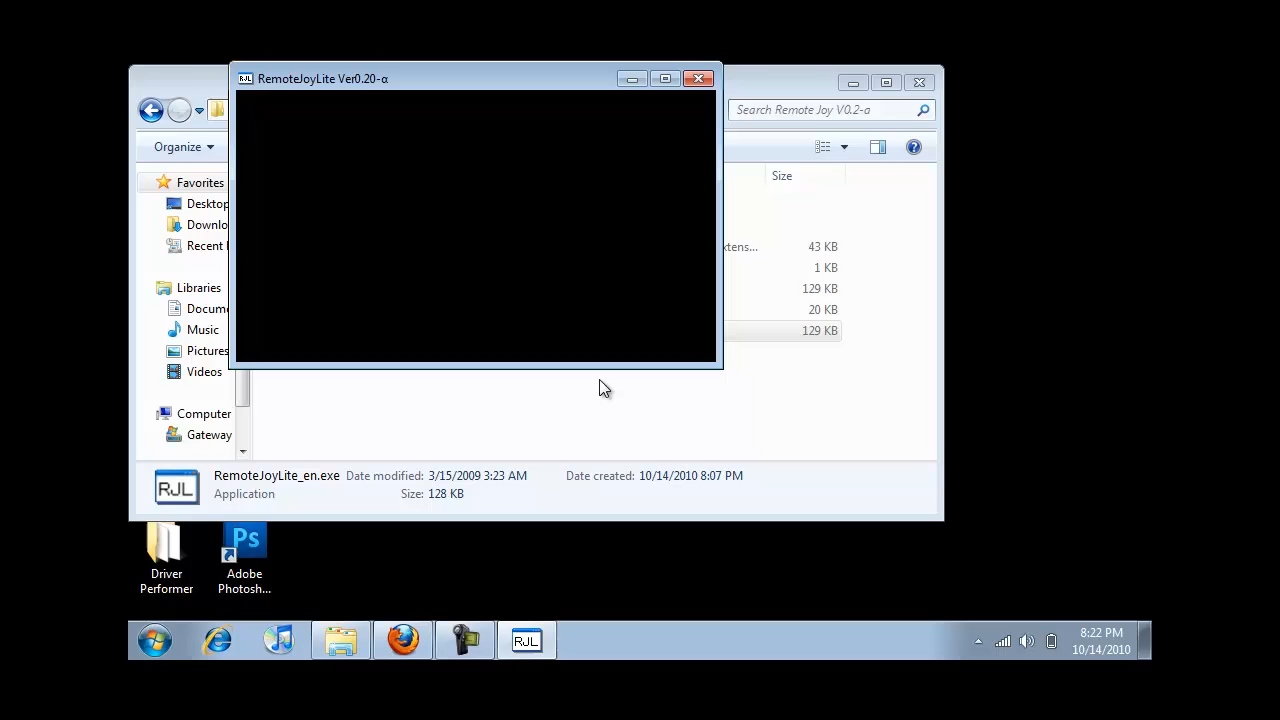 RJL RemoteJoyLite Ver0.20-α
Search Remote Joy V0.2-a
Organize
Size
Favorites
Desktop
Downlo
Recent
xtens... 43 KB
1 KB
Libraries
129 KB
Docum
20 KB
Music
129 KB
Pictures
Videos
Computer
Gateway
RJL
RemoteJoyLite_en.exe Date modified: 3/15/2009 3:23 AM Date created: 10/14/2010 8:07 PM
Application Size: 128 KB
Ps
Driver
Performer
Adobe
Photosh...
RJL
8:22 PM
10/14/2010